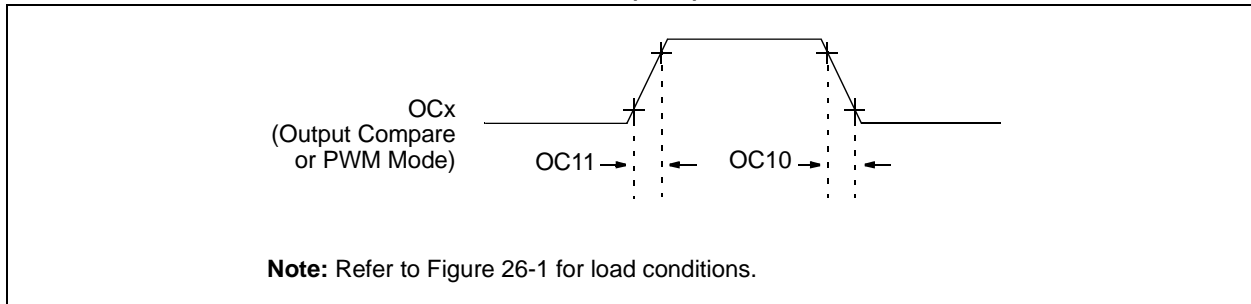 OCx
(Output Compare
or PWM Mode)
OC11
OC10
Note: Refer to Figure 26-1 for load conditions.